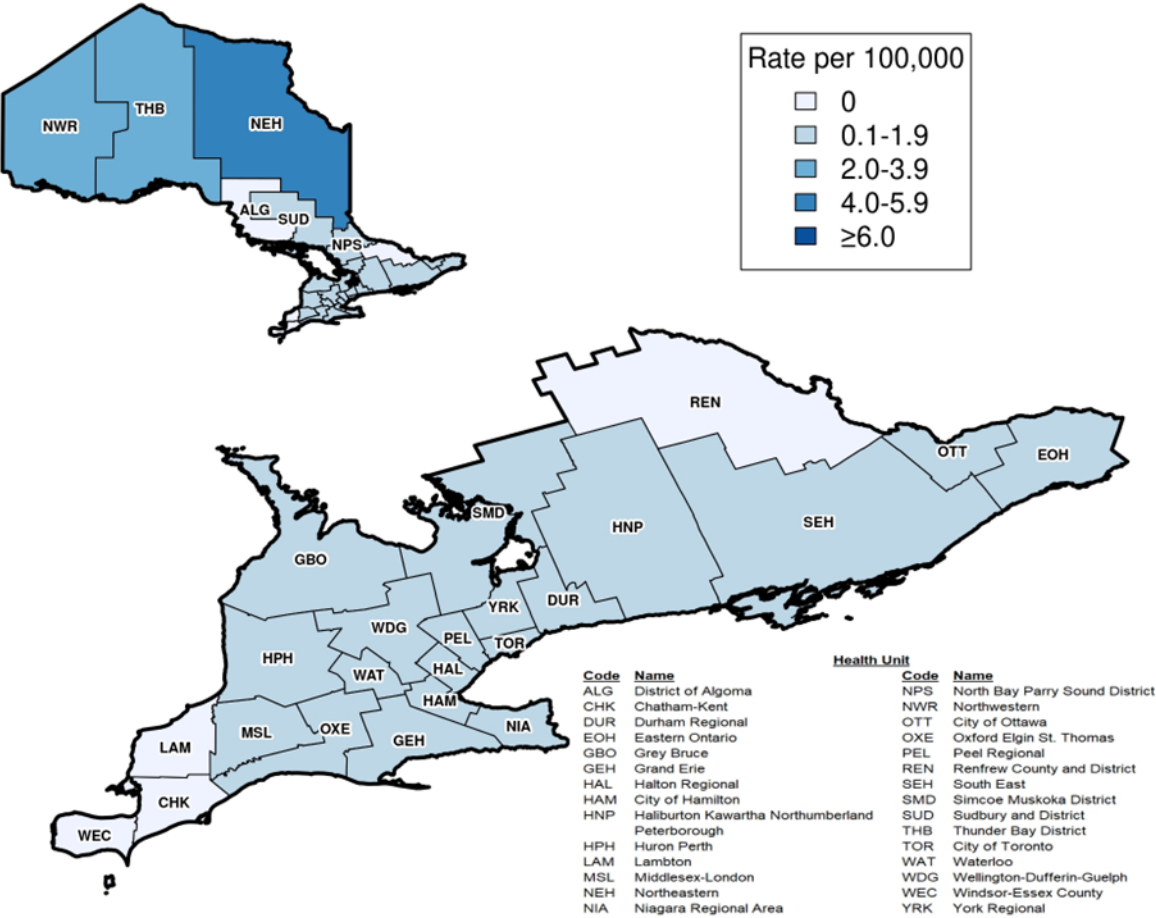 Rate per 100,000
0
0.1-1.9
2.0-3.9
4.0-5.9
≥6.0
THB
NWR
NEH
ALG
SUD
NPS
REN
OTT
EOH
SMD
HNP
SEH
GBO
DUR
YRK
WDG
PEL
TOR
HPH
HAL
WAT
HAM
NIA
OXE
MSL
GEH
LAM
CHK
WEC
Health Unit
Code Name
ALG District of Algoma
CHK Chatham-Kent
DUR Durham Regional
EOH Eastern Ontario
GBO Grey Bruce
GEH Grand Erie
HAL Halton Regional
HAM City of Hamilton
HNP Haliburton Kawartha Northumberland
Peterborough
HPH Huron Perth
LAM Lambton
MSL Middlesex-London
NEH Northeastern
NIA Niagara Regional Area
Code Name
NPS North Bay Parry Sound District
NWR Northwestern
OTT City of Ottawa
OXE Oxford Elgin St. Thomas
PEL Peel Regional
REN Renfrew County and District
SEH South East
SMD Simcoe Muskoka District
SUD Sudbury and District
THB Thunder Bay District
TOR City of Toronto
WAT Waterloo
WDG Wellington-Dufferin-Guelph
WEC Windsor-Essex County
YRK York Regional